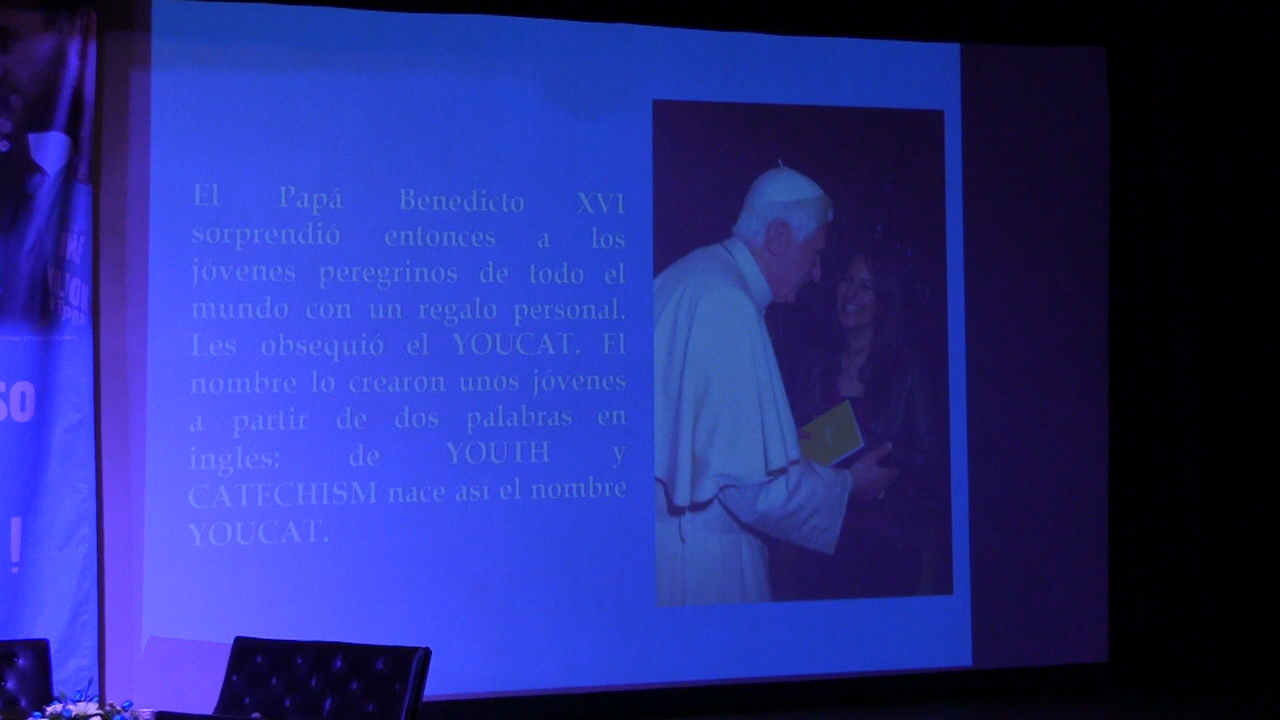 El Papá Benedicto XVI
sorprendió entonces a los
jóvenes peregrinos de todo el
mundo con un regalo personal.
Les obsequió el YOUCAT. El
nombre lo crearon unos jóvenes
a partir de dos palabras en
inglés: de YOUTH y
CATECHISM nace así el nombre
YOUCAT.
SO
!